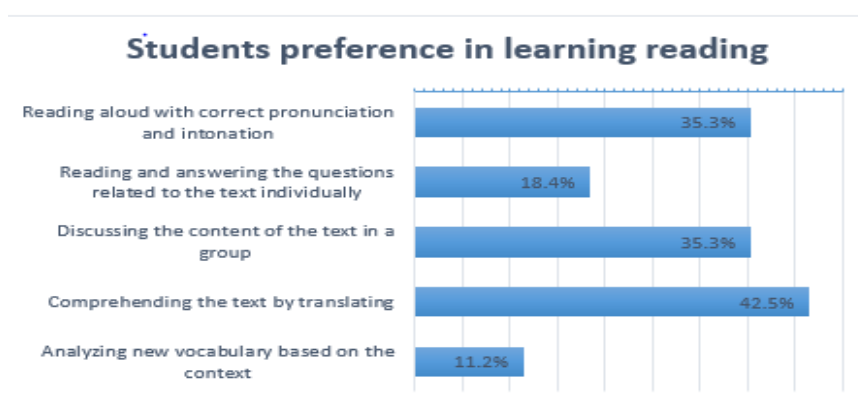 Students preference in learning reading
Reading aloud with correct pronunciation
and intonation
35.3%
Reading and answering the questions
related to the text individually
18.4%
Discussing the content of the text in a
group
35.3%
Comprehending the text by translating
42.5%
Analyzing new vocabulary based on the
context
11.2%